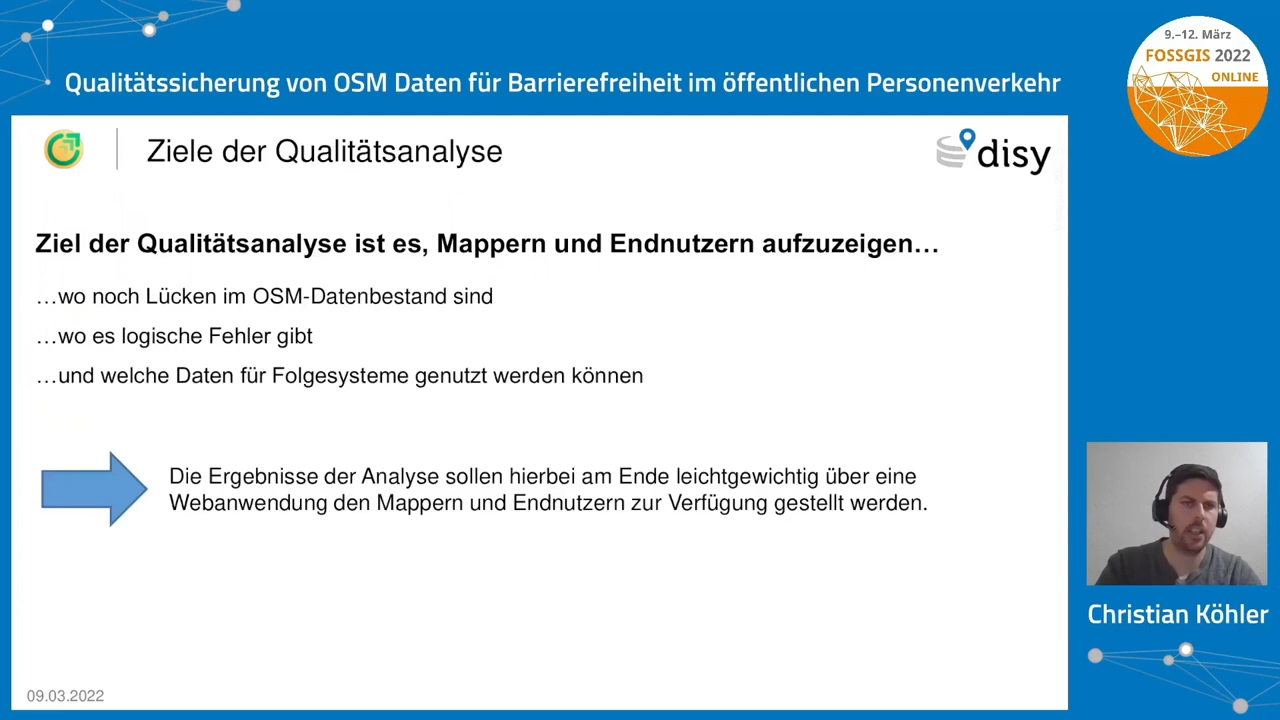 9.–12. März
FOSSGIS 2022
ONLINE
Qualitätssicherung von OSM Daten für Barrierefreiheit im öffentlichen Personenverkehr
Ziele der Qualitätsanalyse
disy
Ziel der Qualitätsanalyse ist es, Mappern und Endnutzern aufzuzeigen…
…wo noch Lücken im OSM-Datenbestand sind
…wo es logische Fehler gibt
…und welche Daten für Folgesysteme genutzt werden können
Die Ergebnisse der Analyse sollen hierbei am Ende leichtgewichtig über eine
Webanwendung den Mappern und Endnutzern zur Verfügung gestellt werden.
Christian Köhler
09.03.2022